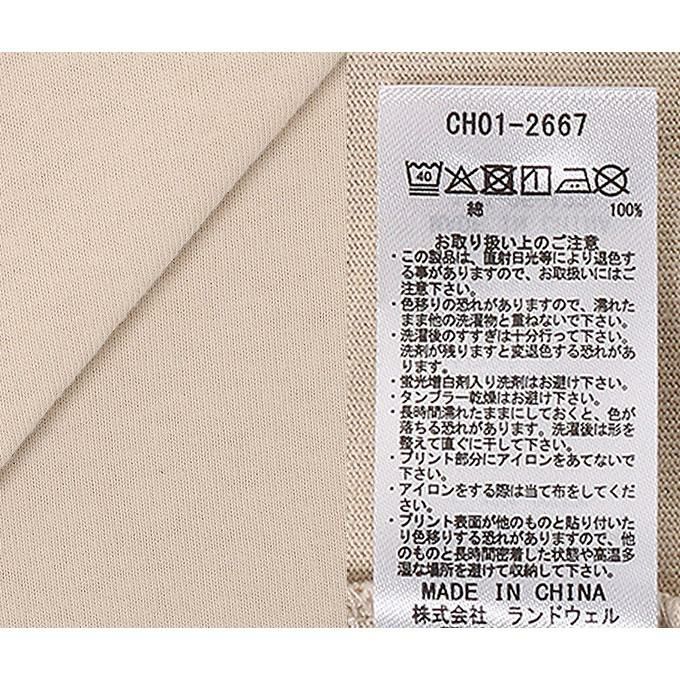 CH01-2667
40
綿 100%
お取り扱い上のご注意
・この製品は、直射日光等により退色す
る事がありますので、お取扱いにはご
注意下さい。
・色移りの恐れがありますので、濡れた
まま他の洗濯物と重ねないで下さい。
・洗濯後のすすぎは十分行って下さい。
洗剤が残りますと変退色する恐れがあ
ります。
・蛍光増白剤入り洗剤はお避け下さい。
・タンブラー乾燥はお避け下さい。
・長時間濡れたままにしておくと、色が
落ちる恐れがあります。洗濯後は形を
整えて直ぐに干して下さい。
・プリント部分にアイロンをあてないで
下さい。
・アイロンをする際は当て布をしてくだ
さい。
・プリント表面が他のものと貼り付いた
り色移りする恐れがありますので、他
のものと長時間密着した状態や高温多
湿な場所を避けて収納して下さい。
MADE IN CHINA
株式会社 ランドウェル